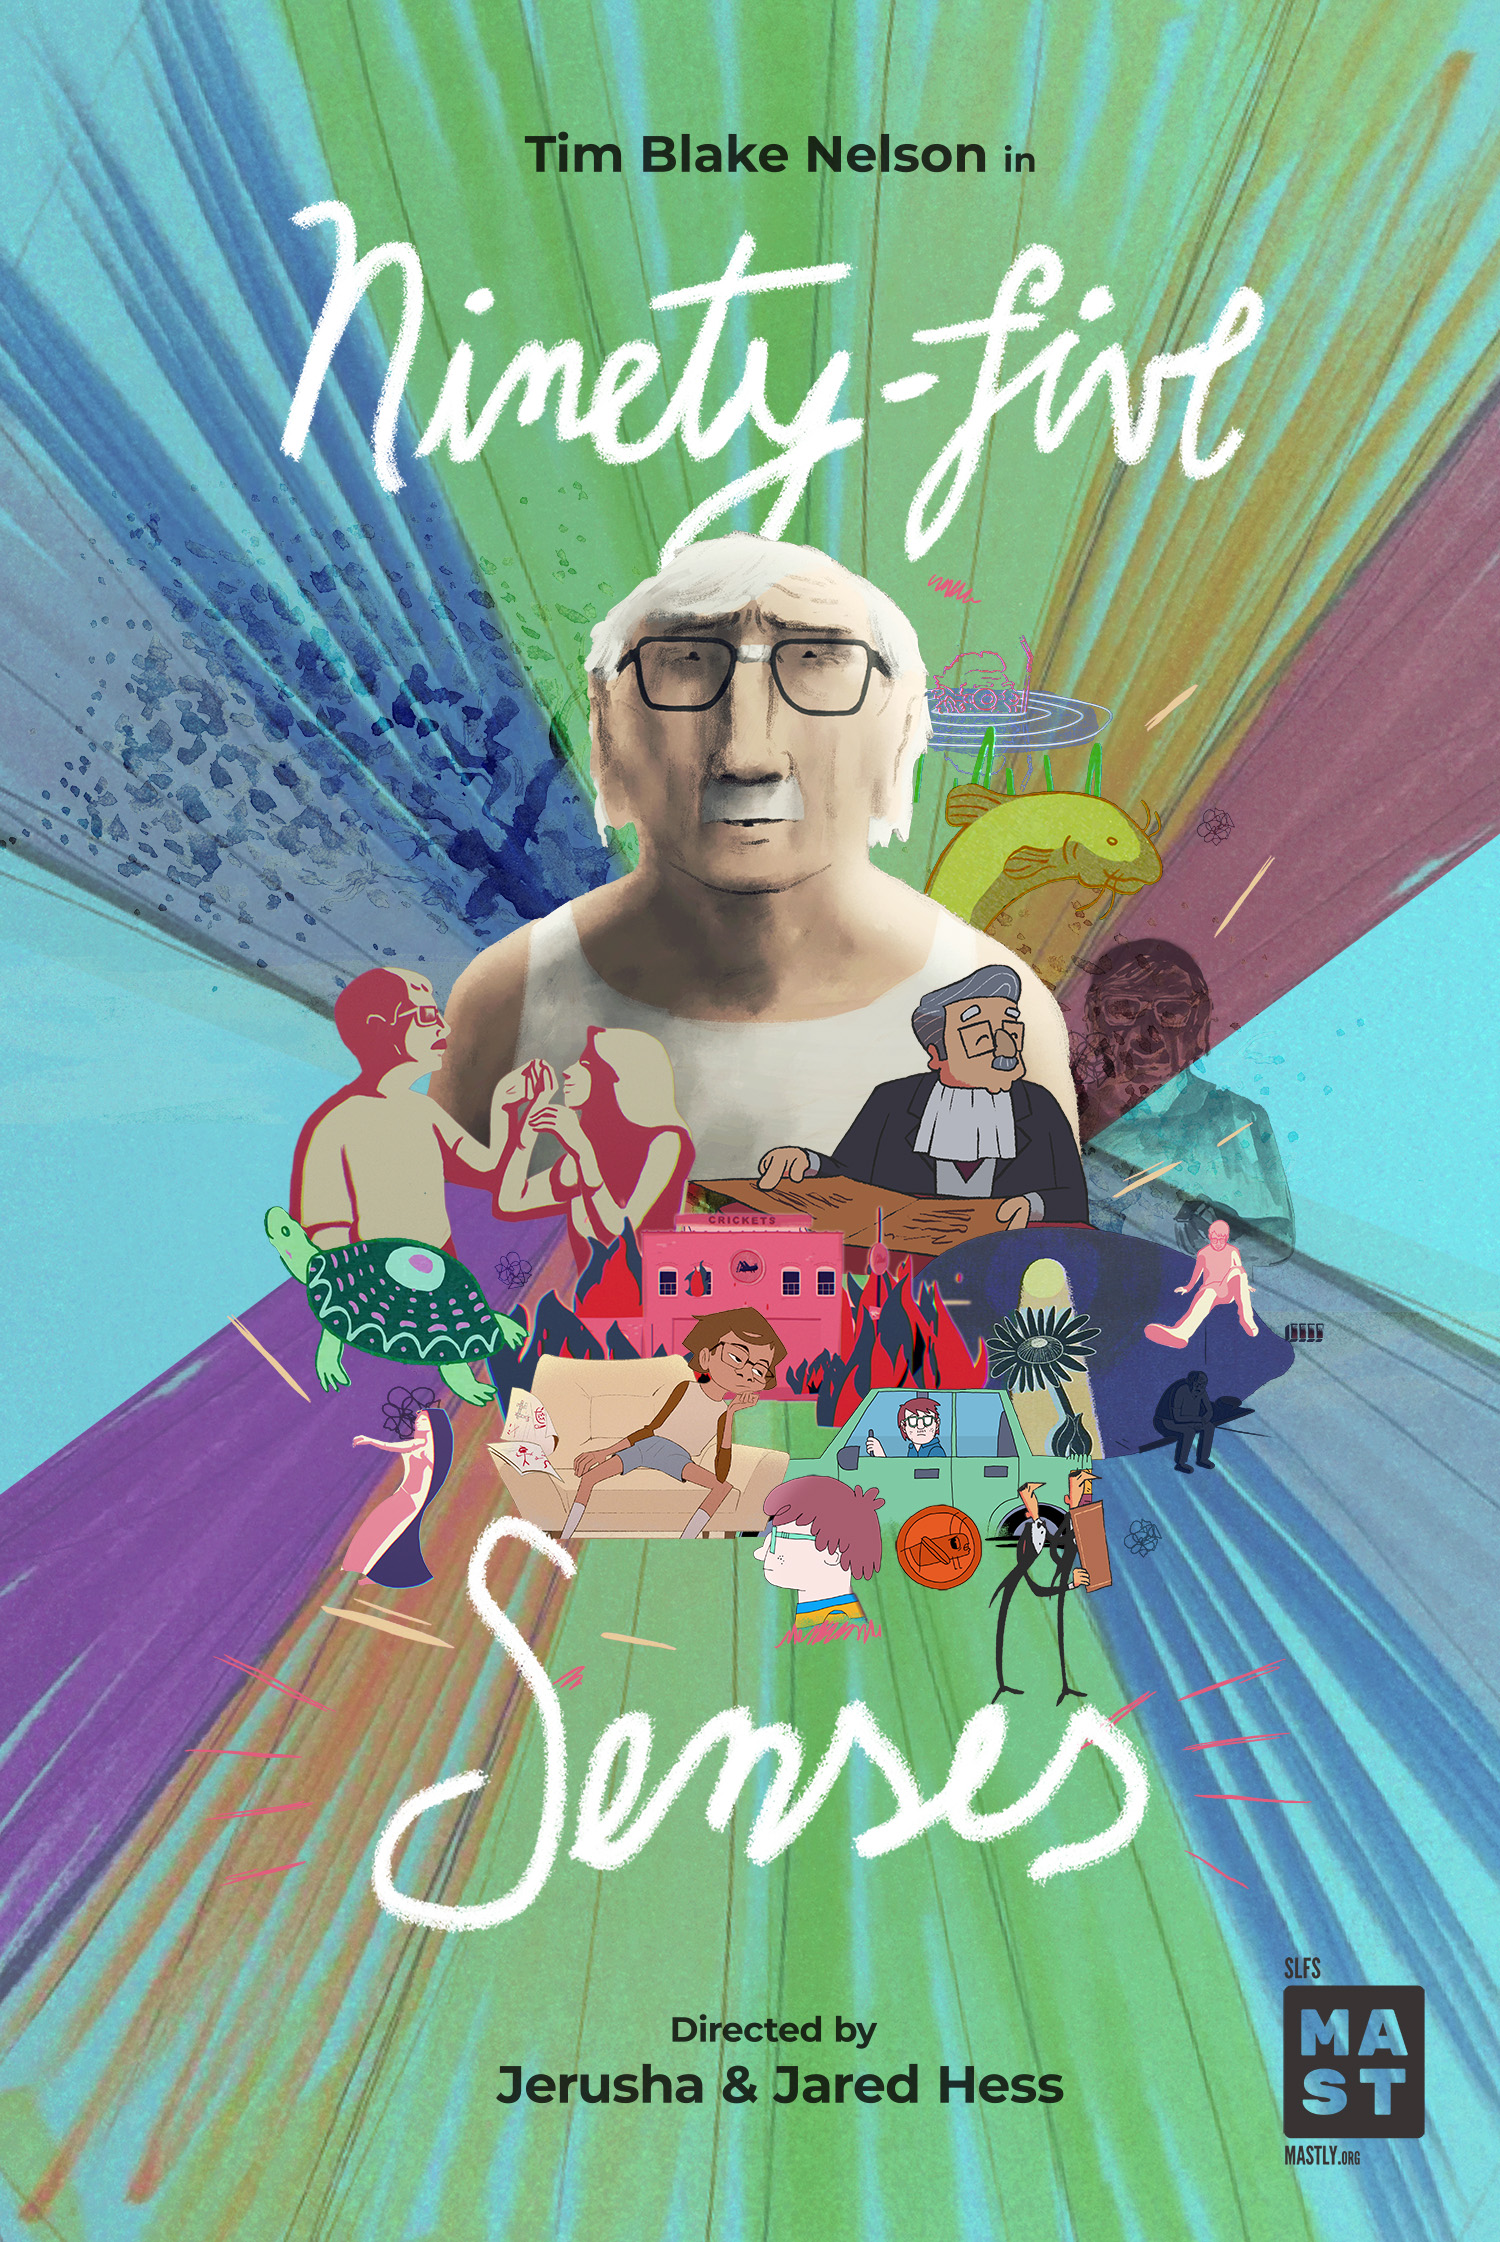 Tim Blake Nelson in
Ninety-five
CRICKETS
Senses
Directed by
Jerusha & Jared Hess
SLFS
MA
ST
MASTLY.ORG